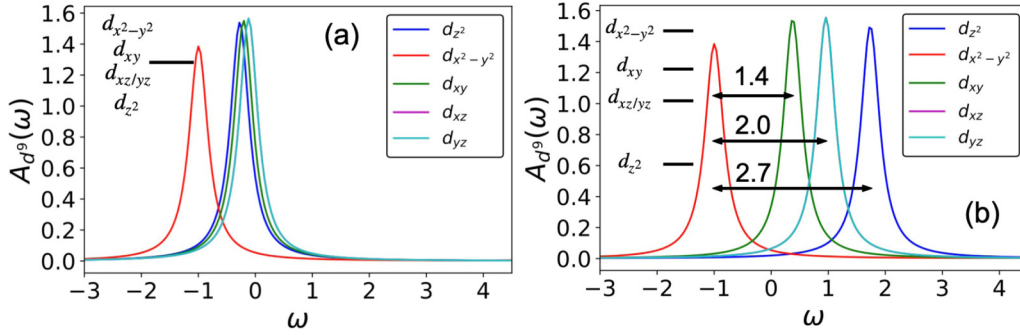 (a)
d_{x²−y²}
d_{xy}
d_{xz/yz}
d_{z²}
d_{z²}
d_{x²−y²}
d_{xy}
d_{xz}
d_{yz}
1.6
1.4
1.2
1.0
0.8
0.6
0.4
0.2
0.0
A_{d⁹}(ω)
−3 −2 −1 0 1 2 3 4
ω
(b)
d_{x²−y²}
d_{xy}
d_{xz/yz}
d_{z²}
1.4
2.0
2.7
d_{z²}
d_{x²−y²}
d_{xy}
d_{xz}
d_{yz}
1.6
1.4
1.2
1.0
0.8
0.6
0.4
0.2
0.0
A_{d⁹}(ω)
−3 −2 −1 0 1 2 3 4
ω